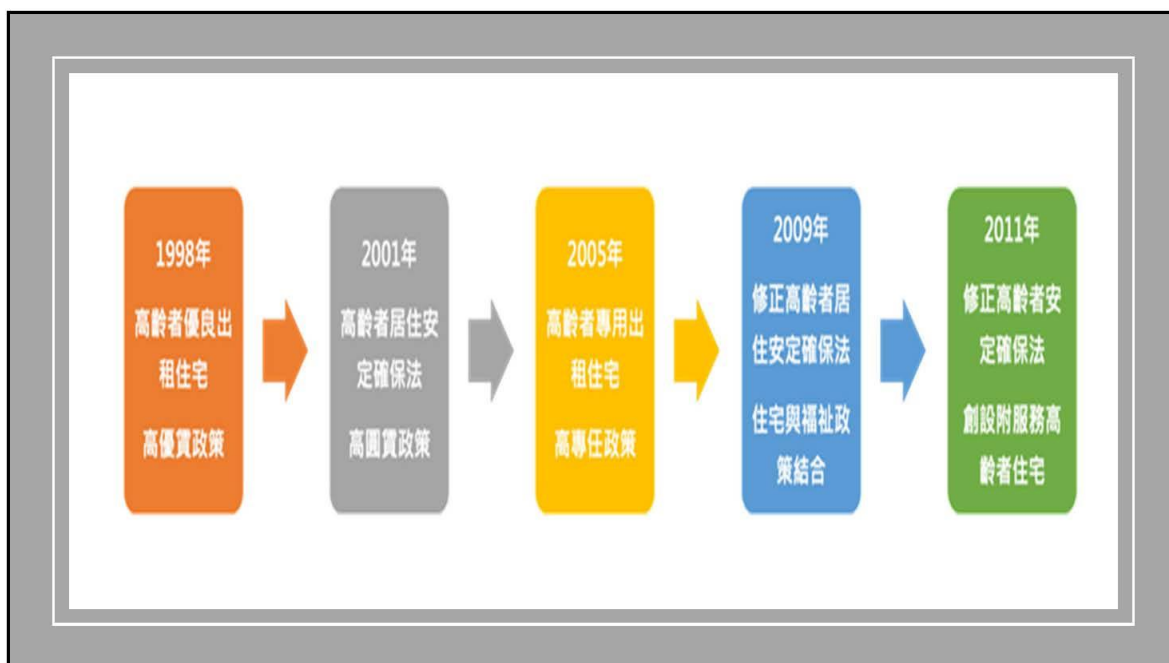 1998年
高齡者優良出
租住宅
高優賃政策
2001年
高齡者居住安
定確保法
高圓賃政策
2005年
高齡者專用出
租住宅
高專任政策
2009年
修正高齡者居
住安定確保法
住宅與福祉政
策結合
2011年
修正高齡者安
定確保法
創設附服務高
齡者住宅